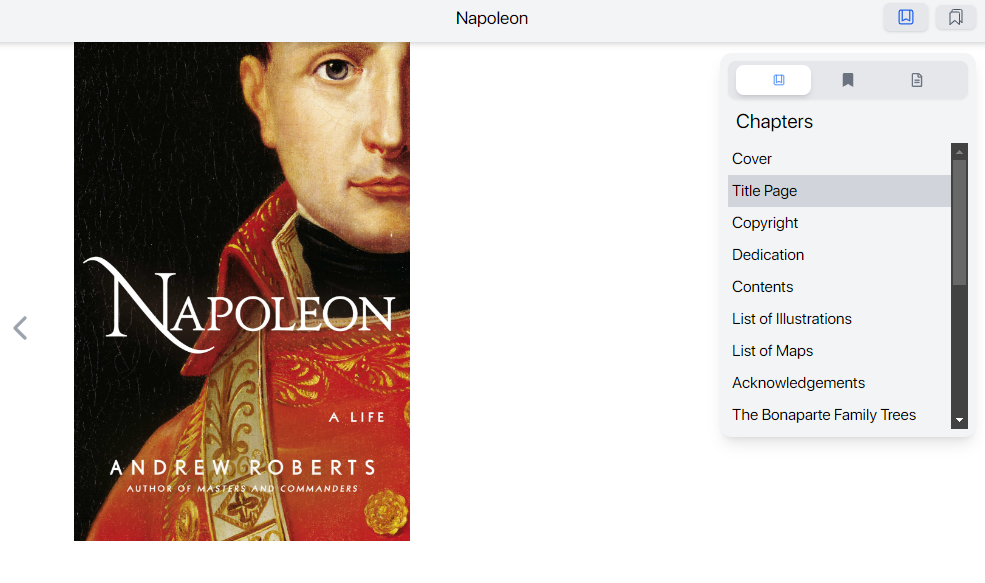 Napoleon
NAPOLEON
A LIFE
ANDREW ROBERTS
AUTHOR OF MASTERS AND COMMANDERS
Chapters
Cover
Title Page
Copyright
Dedication
Contents
List of Illustrations
List of Maps
Acknowledgements
The Bonaparte Family Trees